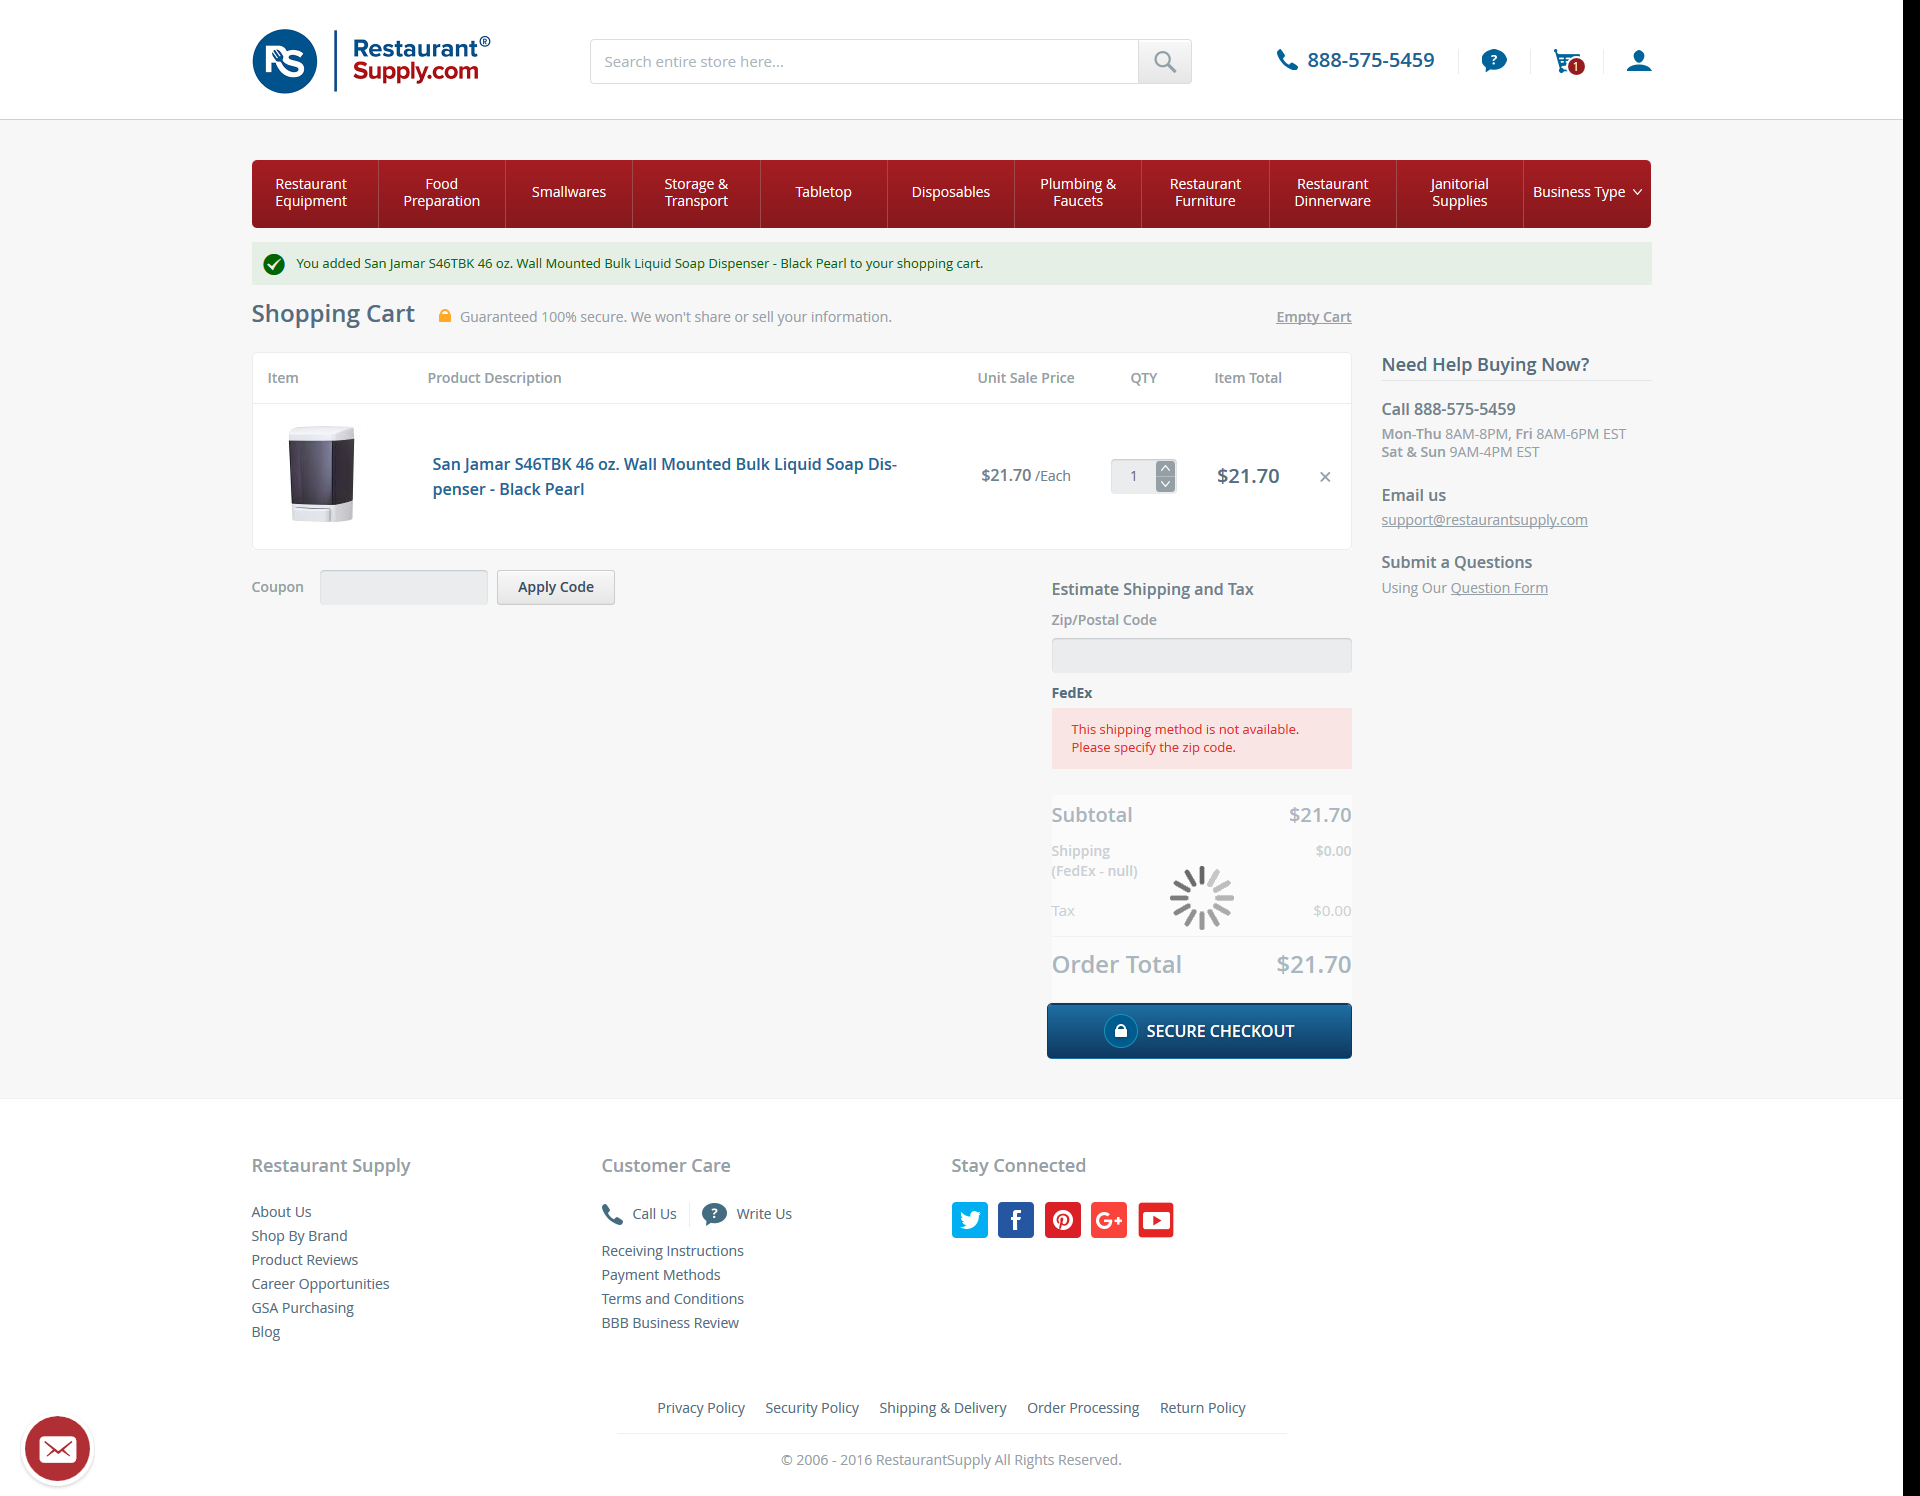 RS Restaurant®
Supply.com
Search entire store here...
888-575-5459
?
1
Restaurant
Equipment
Food
Preparation
Smallwares
Storage &
Transport
Tabletop
Disposables
Plumbing &
Faucets
Restaurant
Furniture
Restaurant
Dinnerware
Janitorial
Supplies
Business Type
You added San Jamar S46TBK 46 oz. Wall Mounted Bulk Liquid Soap Dispenser - Black Pearl to your shopping cart.
Shopping Cart
Guaranteed 100% secure. We won't share or sell your information.
Empty Cart
Item
Product Description
Unit Sale Price
QTY
Item Total
San Jamar S46TBK 46 oz. Wall Mounted Bulk Liquid Soap Dis-
penser - Black Pearl
$21.70 /Each
1
$21.70
×
Need Help Buying Now?
Call 888-575-5459
Mon-Thu 8AM-8PM, Fri 8AM-6PM EST
Sat & Sun 9AM-4PM EST
Email us
support@restaurantsupply.com
Submit a Questions
Using Our Question Form
Coupon
Apply Code
Estimate Shipping and Tax
Zip/Postal Code
FedEx
This shipping method is not available.
Please specify the zip code.
Subtotal $21.70
Shipping $0.00
(FedEx - null)
Tax $0.00
Order Total $21.70
SECURE CHECKOUT
Restaurant Supply
About Us
Shop By Brand
Product Reviews
Career Opportunities
GSA Purchasing
Blog
Customer Care
Call Us
? Write Us
Receiving Instructions
Payment Methods
Terms and Conditions
BBB Business Review
Stay Connected
f
G+
Privacy Policy Security Policy Shipping & Delivery Order Processing Return Policy
© 2006 - 2016 RestaurantSupply All Rights Reserved.